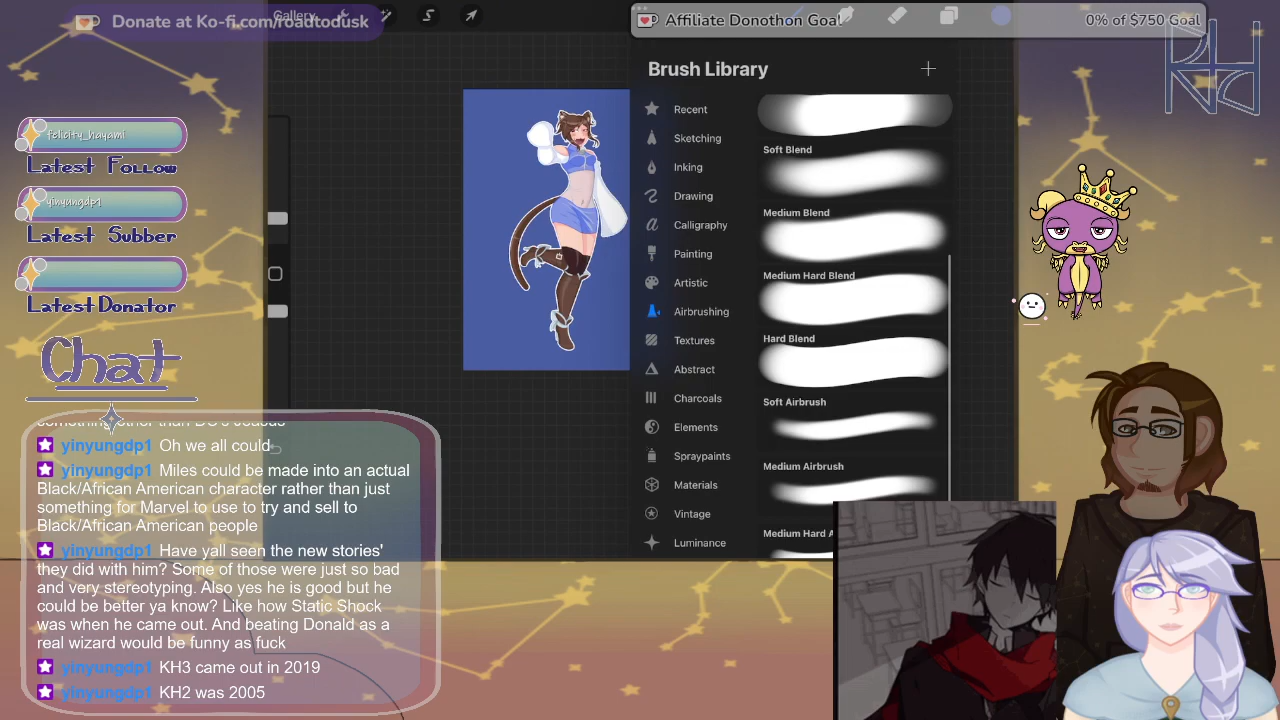 Donate at Ko-fi.com/roadtodusk
Gallery
Affiliate Donothon Goal
0% of $750 Goal
felicity_hayami
Latest Follow
yinyungdp1
Latest Subber
Latest Donator
Chat
yinyungdp1 Oh we all could
yinyungdp1 Miles could be made into an actual
Black/African American character rather than just
something for Marvel to use to try and sell to
Black/African American people
yinyungdp1 Have yall seen the new stories'
they did with him? Some of those were just so bad
and very stereotyping. Also yes he is good but he
could be better ya know? Like how Static Shock
was when he came out. And beating Donald as a
real wizard would be funny as fuck
yinyungdp1 KH3 came out in 2019
yinyungdp1 KH2 was 2005
Brush Library
Recent
Sketching
Inking
Drawing
Calligraphy
Painting
Artistic
Airbrushing
Textures
Abstract
Charcoals
Elements
Spraypaints
Materials
Vintage
Luminance
Soft Blend
Medium Blend
Medium Hard Blend
Hard Blend
Soft Airbrush
Medium Airbrush
Medium Hard A